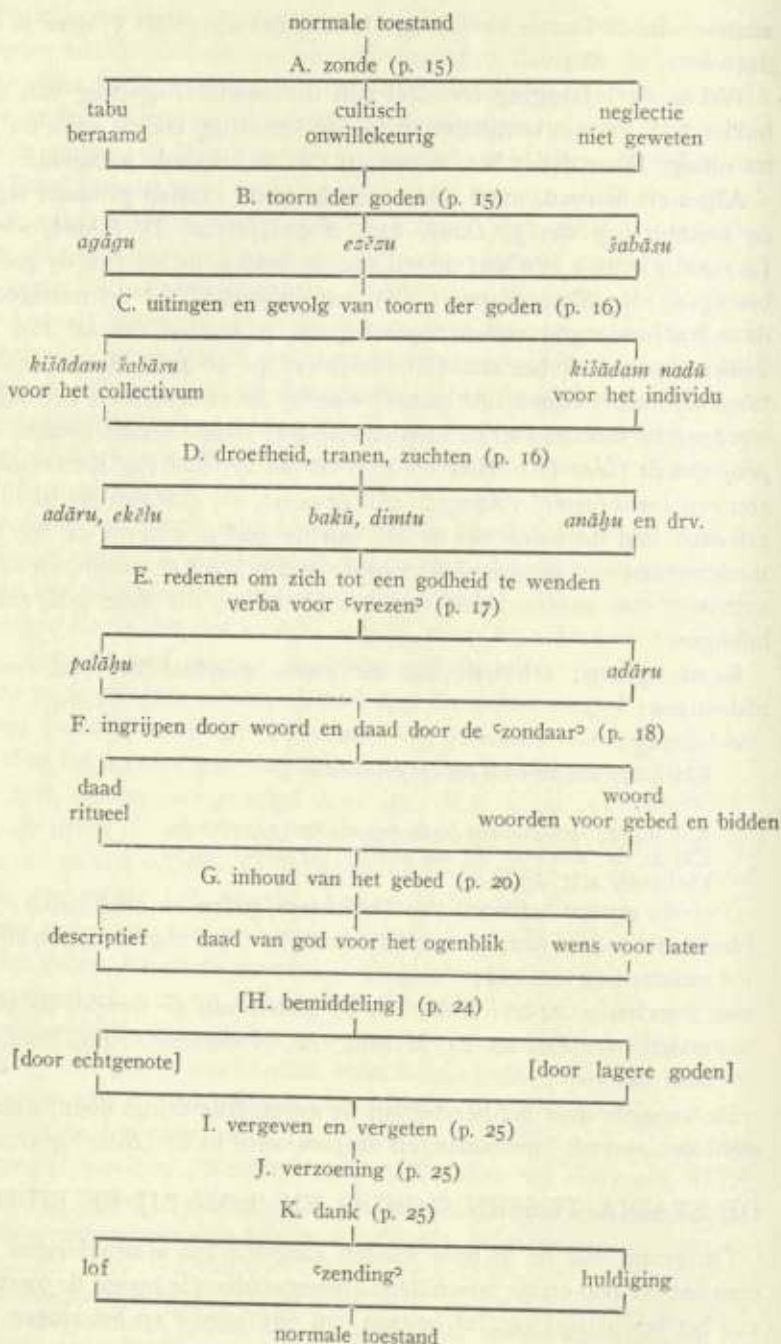 normale toestand
A. zonde (p. 15)
tabu cultisch neglectie
beraamd onwillekeurig niet geweten
B. toorn der goden (p. 15)
agāgu ezēzu šabāsu
C. uitingen en gevolg van toorn der goden (p. 16)
kišādam šabāsu kišādam nadū
voor het collectivum voor het individu
D. droefheid, tranen, zuchten (p. 16)
adāru, ekēlu bakū, dimtu anāḫu en drv.
E. redenen om zich tot een godheid te wenden
verba voor ʿvrezenʾ (p. 17)
palāḫu adāru
F. ingrijpen door woord en daad door de ʿzondaarʾ (p. 18)
daad woord
ritueel woorden voor gebed en bidden
G. inhoud van het gebed (p. 20)
descriptief daad van god voor het ogenblik wens voor later
[H. bemiddeling] (p. 24)
[door echtgenote] [door lagere goden]
I. vergeven en vergeten (p. 25)
J. verzoening (p. 25)
K. dank (p. 25)
lof ʿzendingʾ huldiging
normale toestand